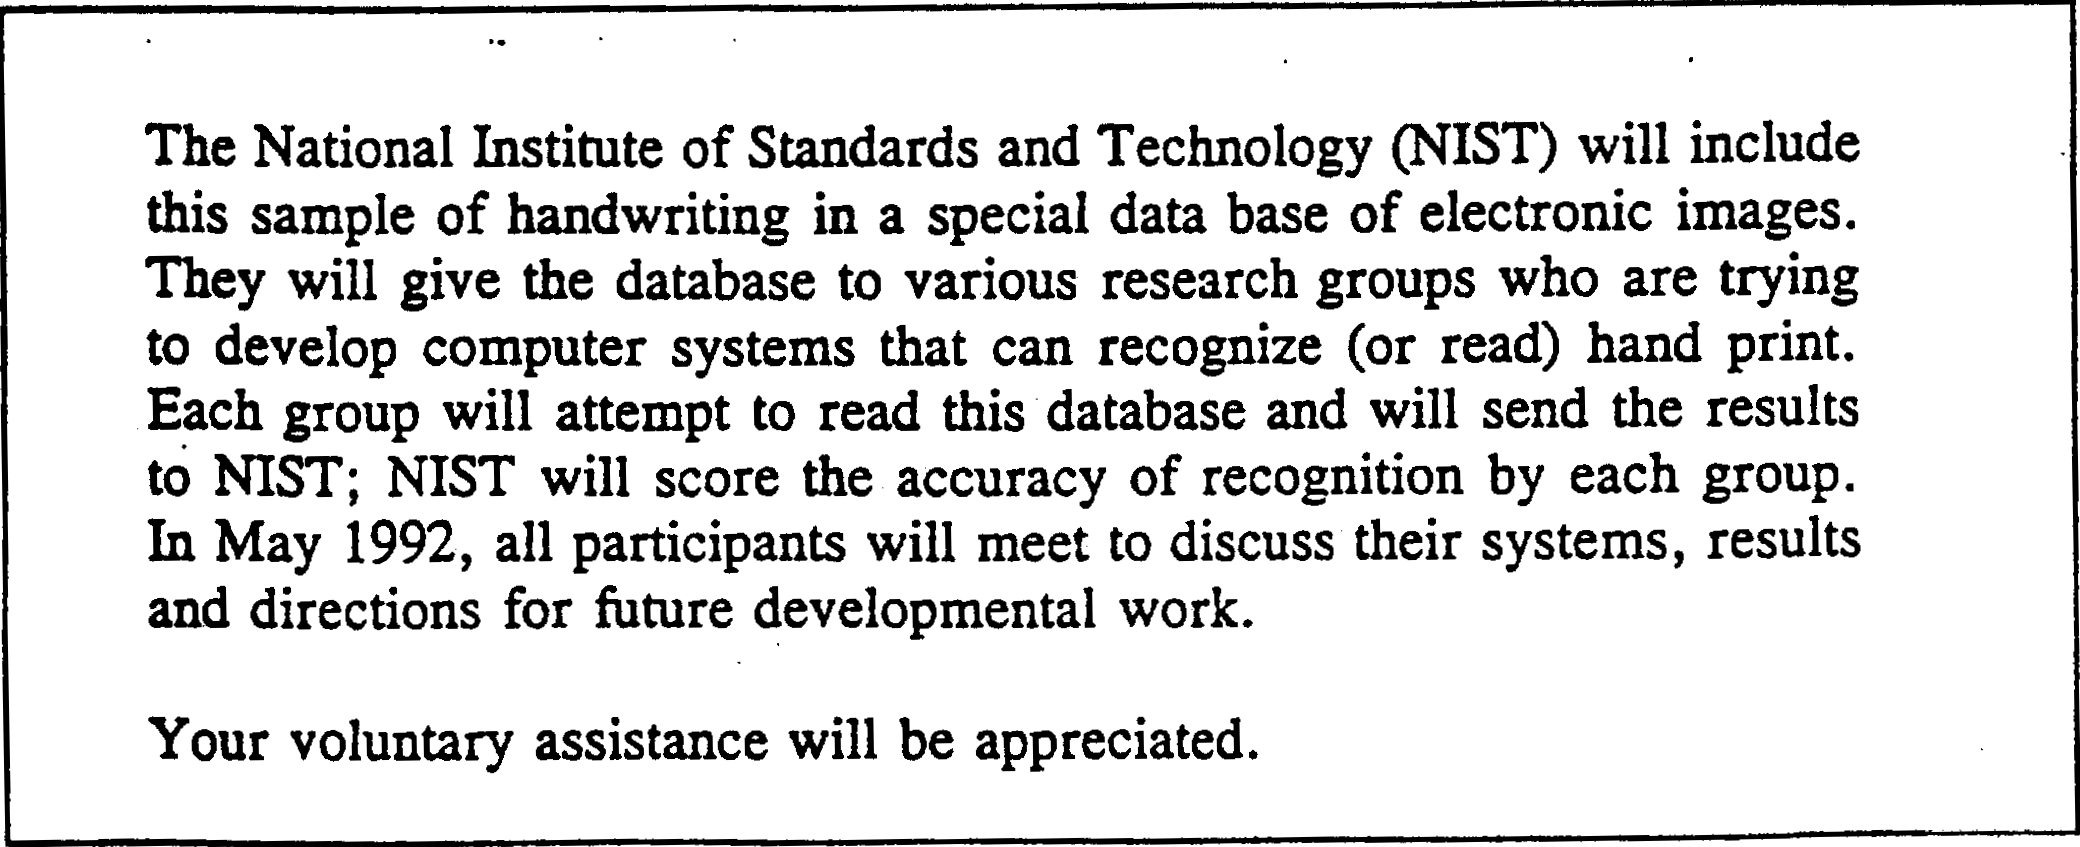 The National Institute of Standards and Technology (NIST) will include
this sample of handwriting in a special data base of electronic images.
They will give the database to various research groups who are trying
to develop computer systems that can recognize (or read) hand print.
Each group will attempt to read this database and will send the results
to NIST; NIST will score the accuracy of recognition by each group.
In May 1992, all participants will meet to discuss their systems, results
and directions for future developmental work.
Your voluntary assistance will be appreciated.